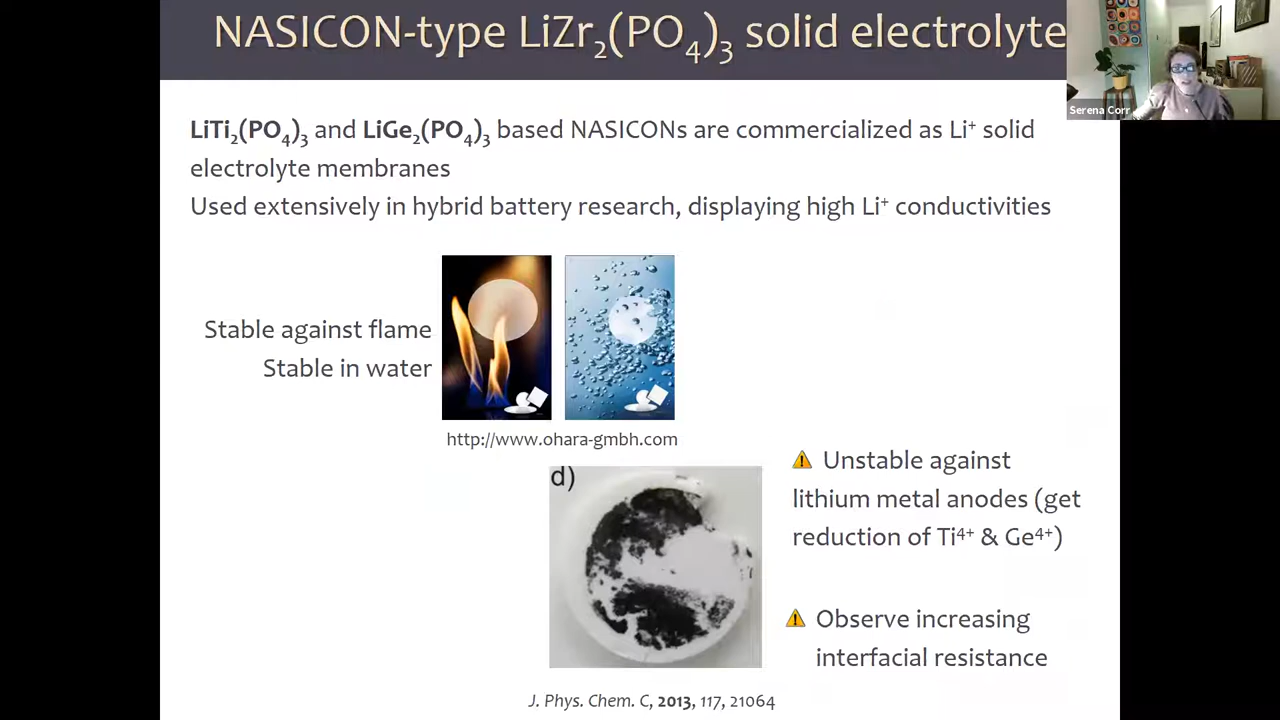 NASICON-type LiZr₂(PO₄)₃ solid electrolyte
Serena Corr
LiTi₂(PO₄)₃ and LiGe₂(PO₄)₃ based NASICONs are commercialized as Li⁺ solid
electrolyte membranes
Used extensively in hybrid battery research, displaying high Li⁺ conductivities
Stable against flame
Stable in water
http://www.ohara-gmbh.com
d)
⚠ Unstable against
lithium metal anodes (get
reduction of Ti⁴⁺ & Ge⁴⁺)
⚠ Observe increasing
interfacial resistance
J. Phys. Chem. C, 2013, 117, 21064